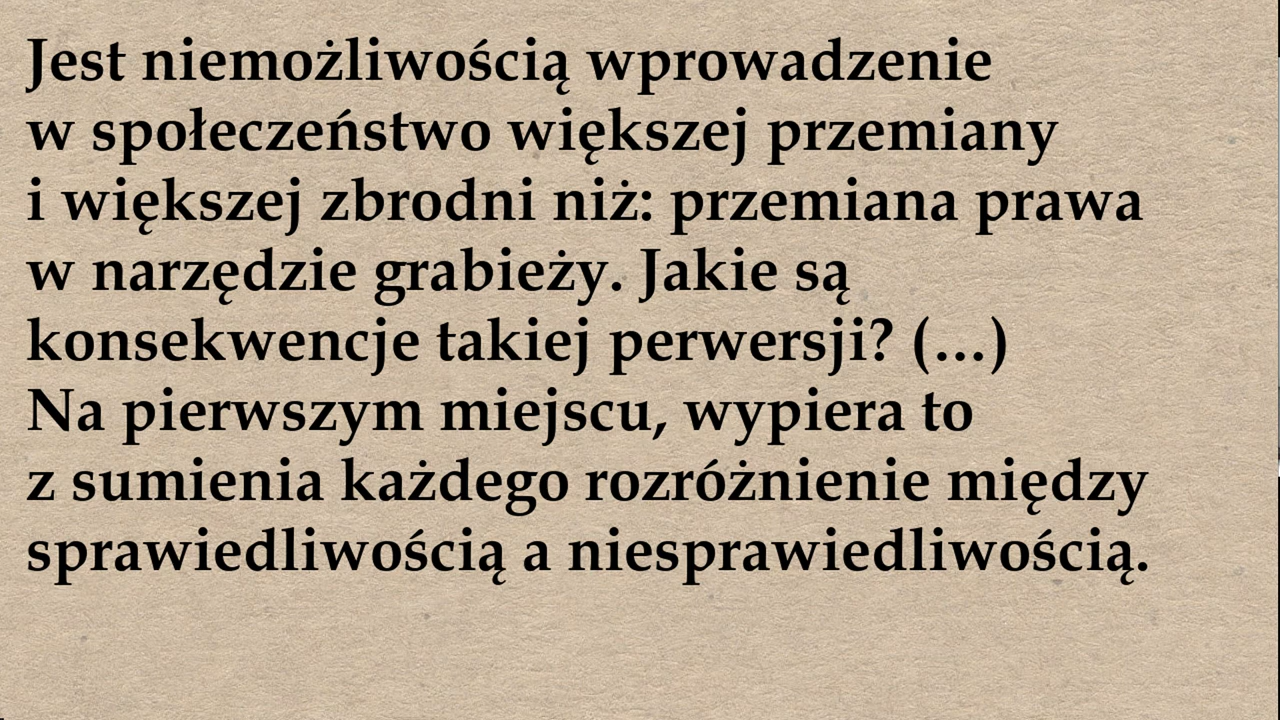 Jest niemożliwością wprowadzenie
w społeczeństwo większej przemiany
i większej zbrodni niż: przemiana prawa
w narzędzie grabieży. Jakie są
konsekwencje takiej perwersji? (…)
Na pierwszym miejscu, wypiera to
z sumienia każdego rozróżnienie między
sprawiedliwością a niesprawiedliwością.